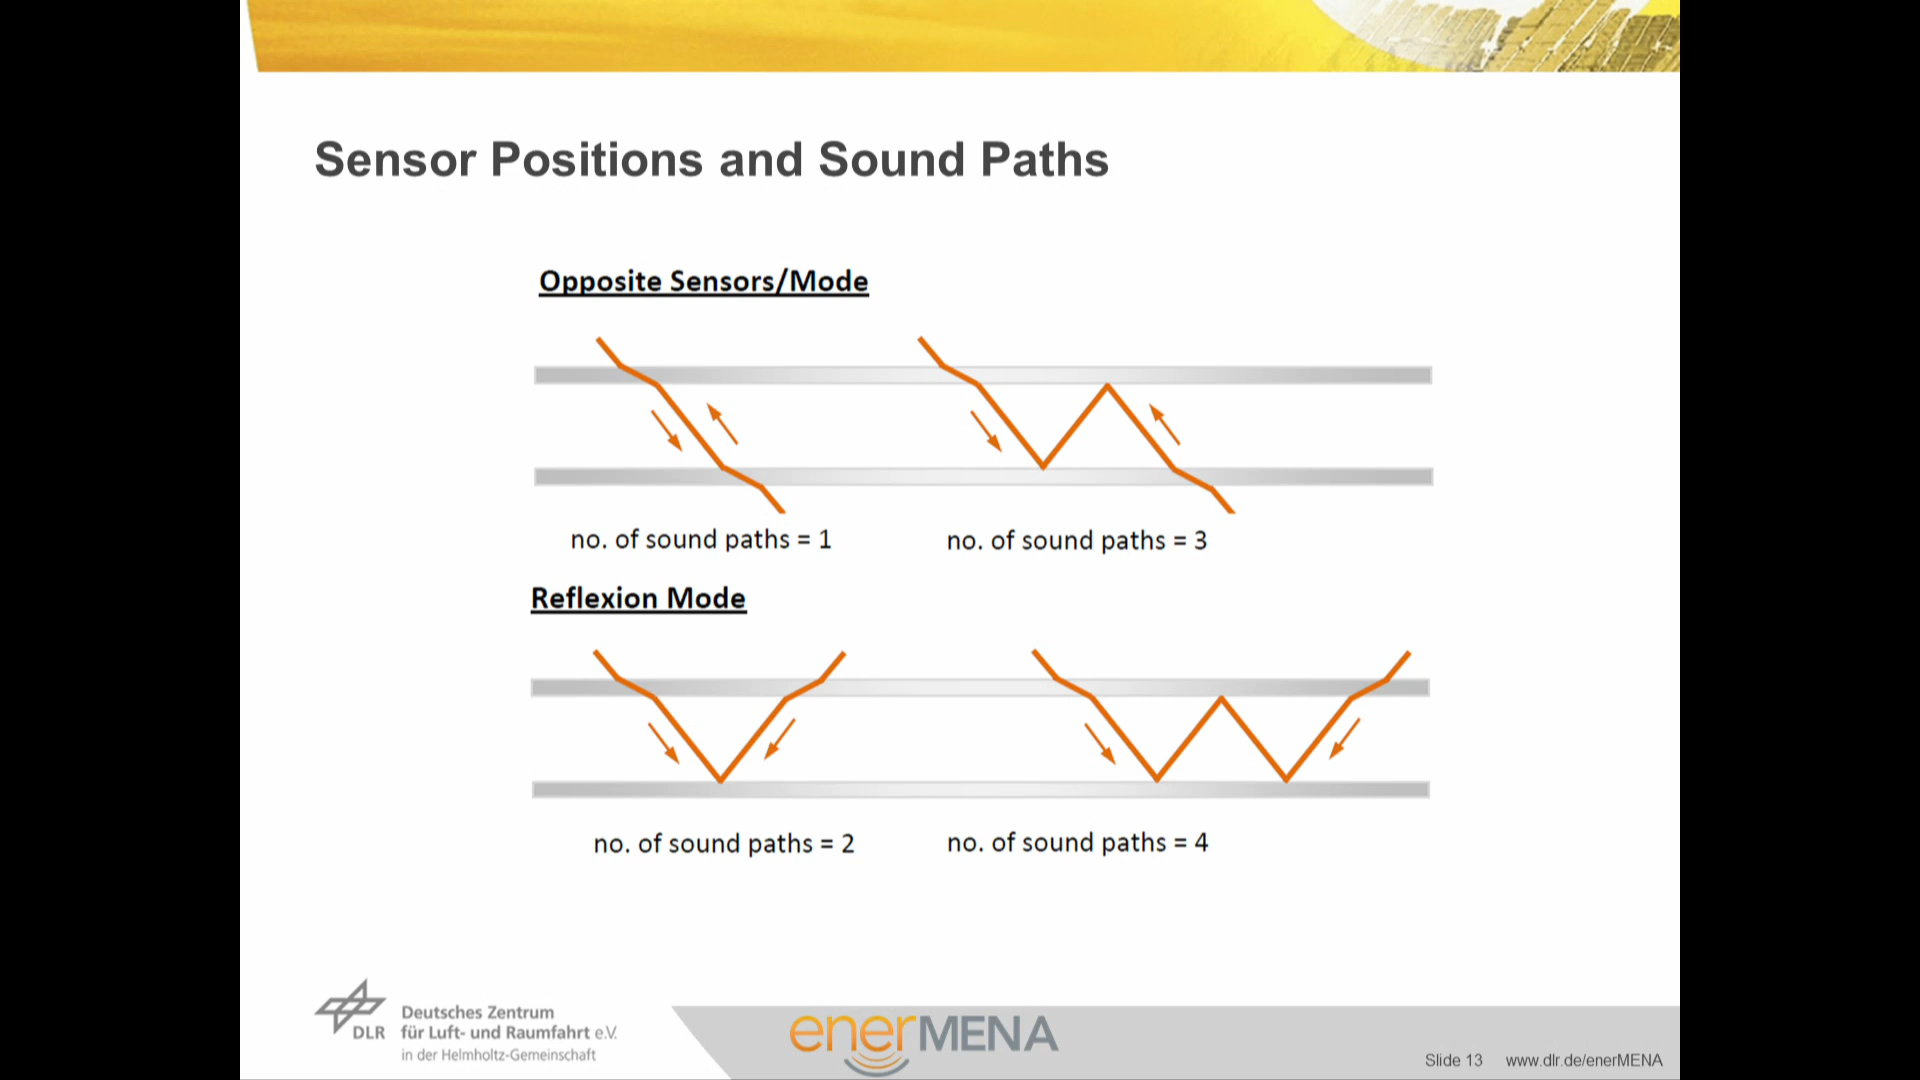 Sensor Positions and Sound Paths
Opposite Sensors/Mode
no. of sound paths = 1
no. of sound paths = 3
Reflexion Mode
no. of sound paths = 2
no. of sound paths = 4
DLR
Deutsches Zentrum
für Luft- und Raumfahrt e.V.
in der Helmholtz-Gemeinschaft
enerMENA
Slide 13 www.dlr.de/enerMENA